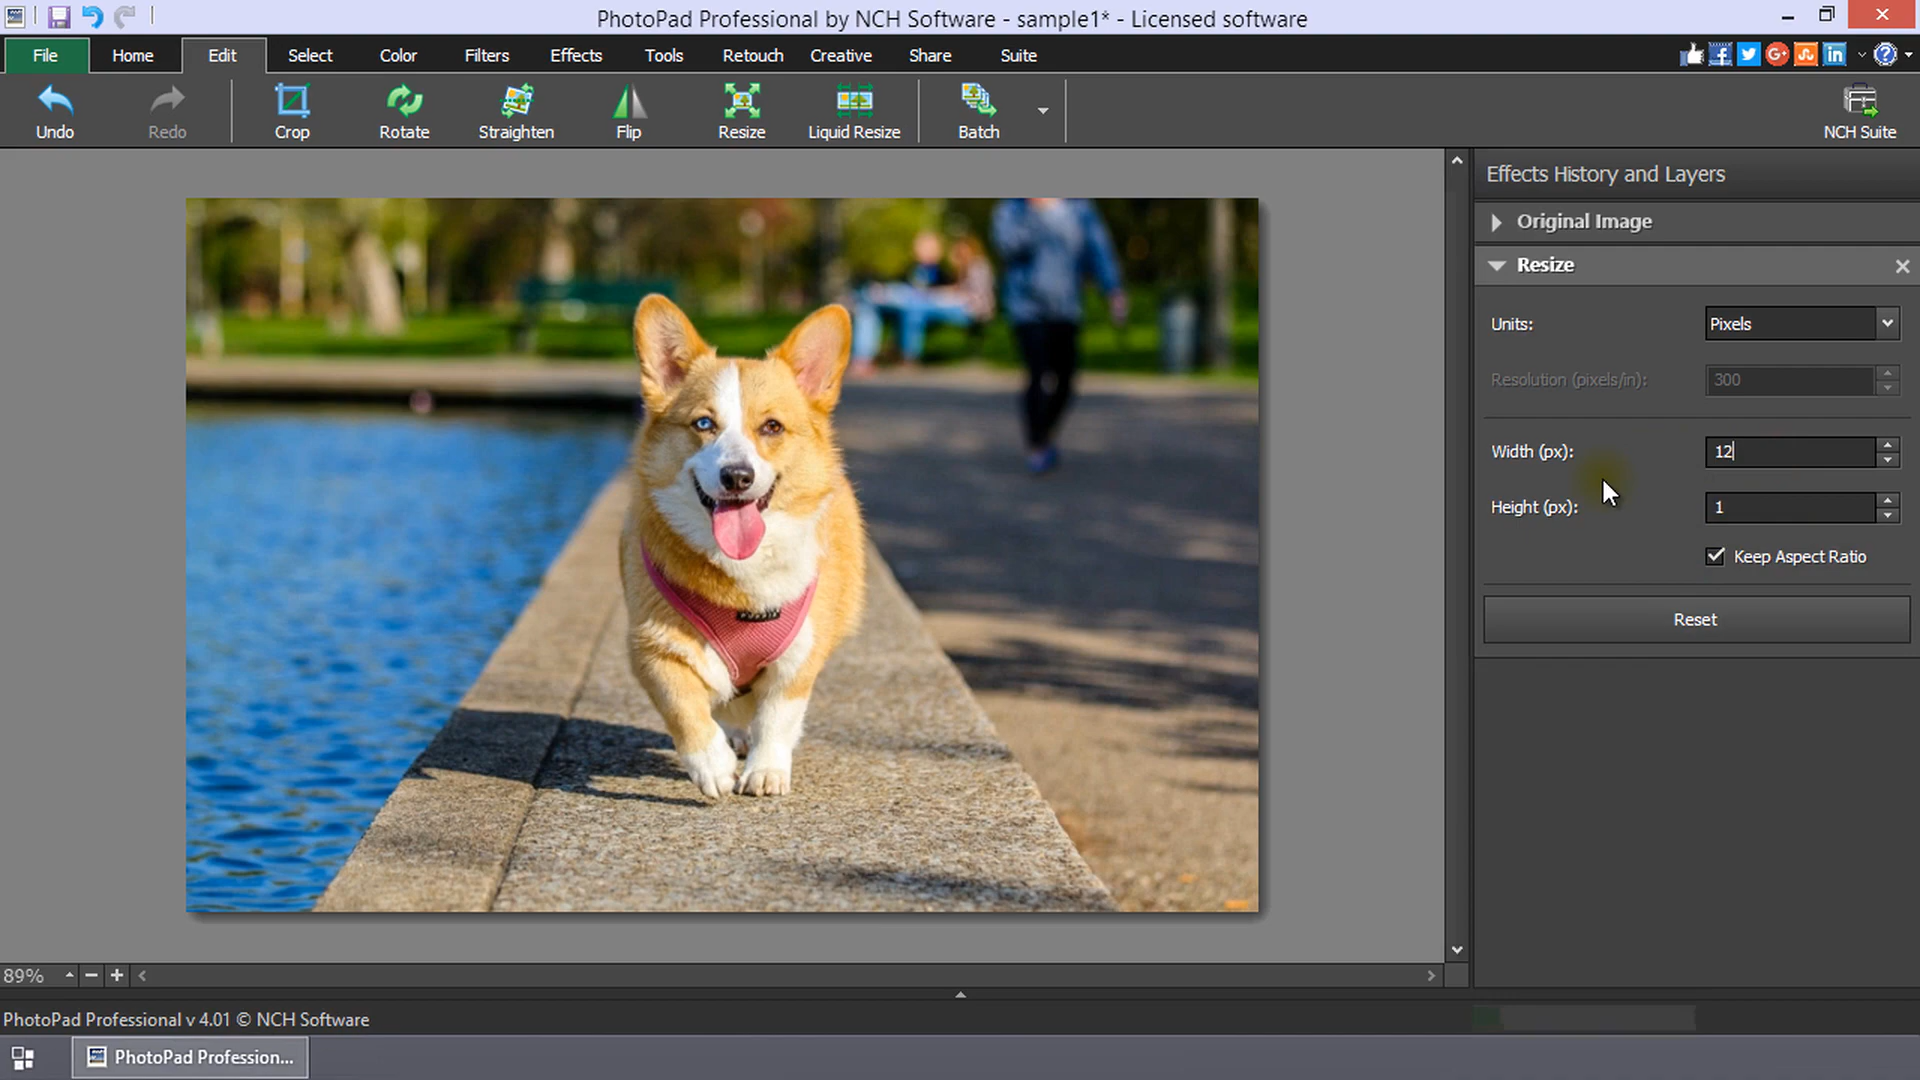 PhotoPad Professional by NCH Software - sample1* - Licensed software
File Home Edit Select Color Filters Effects Tools Retouch Creative Share Suite
Undo Redo Crop Rotate Straighten Flip Resize Liquid Resize Batch NCH Suite
Effects History and Layers
Original Image
Resize
Units: Pixels
Resolution (pixels/in): 300
Width (px): 12
Height (px): 1
Keep Aspect Ratio
Reset
89%
PhotoPad Professional v 4.01 © NCH Software
PhotoPad Profession...